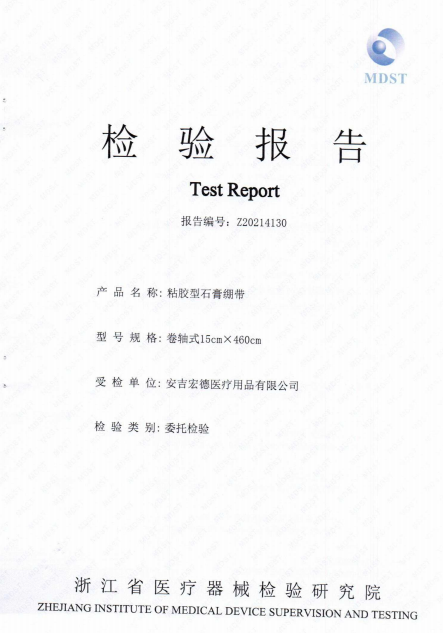 MDST
检验报告
Test Report
报告编号：Z20214130
产品名称：粘胶型石膏绷带
型号规格：卷轴式15cm×460cm
受检单位：安吉宏德医疗用品有限公司
检验类别：委托检验
浙江省医疗器械检验研究院
ZHEJIANG INSTITUTE OF MEDICAL DEVICE SUPERVISION AND TESTING